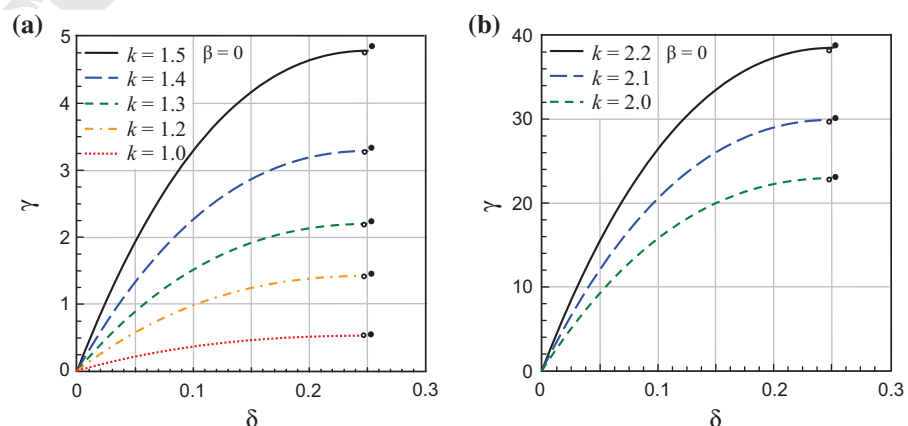 (a)
5
4
3
2
1
0
γ
k = 1.5 β = 0
k = 1.4
k = 1.3
k = 1.2
k = 1.0
0 0.1 0.2 0.3
δ
(b)
40
30
20
10
0
γ
k = 2.2 β = 0
k = 2.1
k = 2.0
0 0.1 0.2 0.3
δ